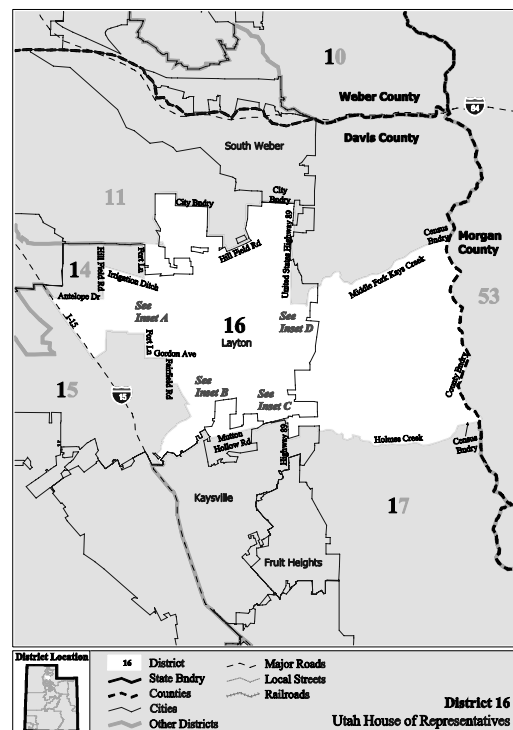 10
84
Weber County
Davis County
South Weber
11
City Bndry
City Bndry
Hill Field Rd
United States Highway 89
Census Bndry
Morgan County
Middle Fork Kays Creek
14
Hill Field Rd
Fort Ln
Irrigation Ditch
Antelope Dr
I-15
See Inset A
16
Layton
See Inset D
53
Fort Ln
Gordon Ave
Fairfield Rd
15
15
See Inset B
See Inset C
County Bndry
Mutton Hollow Rd
Highway 89
Holmes Creek
Census Bndry
Kaysville
17
Fruit Heights
District Location
16 District
State Bndry
Counties
Cities
Other Districts
Major Roads
Local Streets
Railroads
District 16
Utah House of Representatives